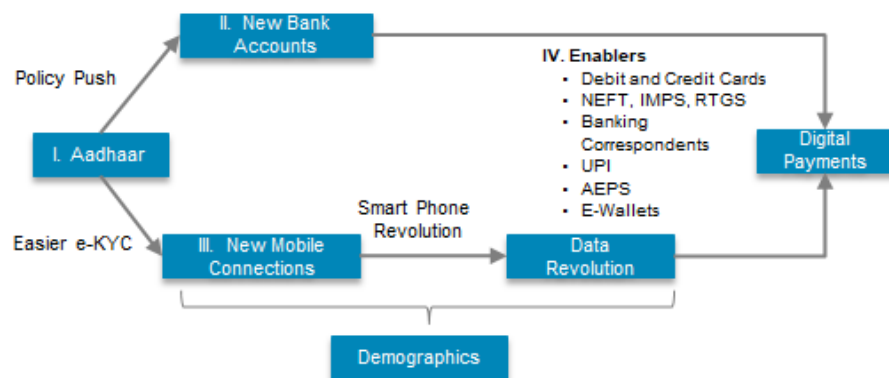 II. New Bank
Accounts
Policy Push
IV. Enablers
▪ Debit and Credit Cards
▪ NEFT, IMPS, RTGS
▪ Banking
Correspondents
▪ UPI
▪ AEPS
▪ E-Wallets
I. Aadhaar
Digital
Payments
Easier e-KYC
III. New Mobile
Connections
Smart Phone
Revolution
Data
Revolution
Demographics